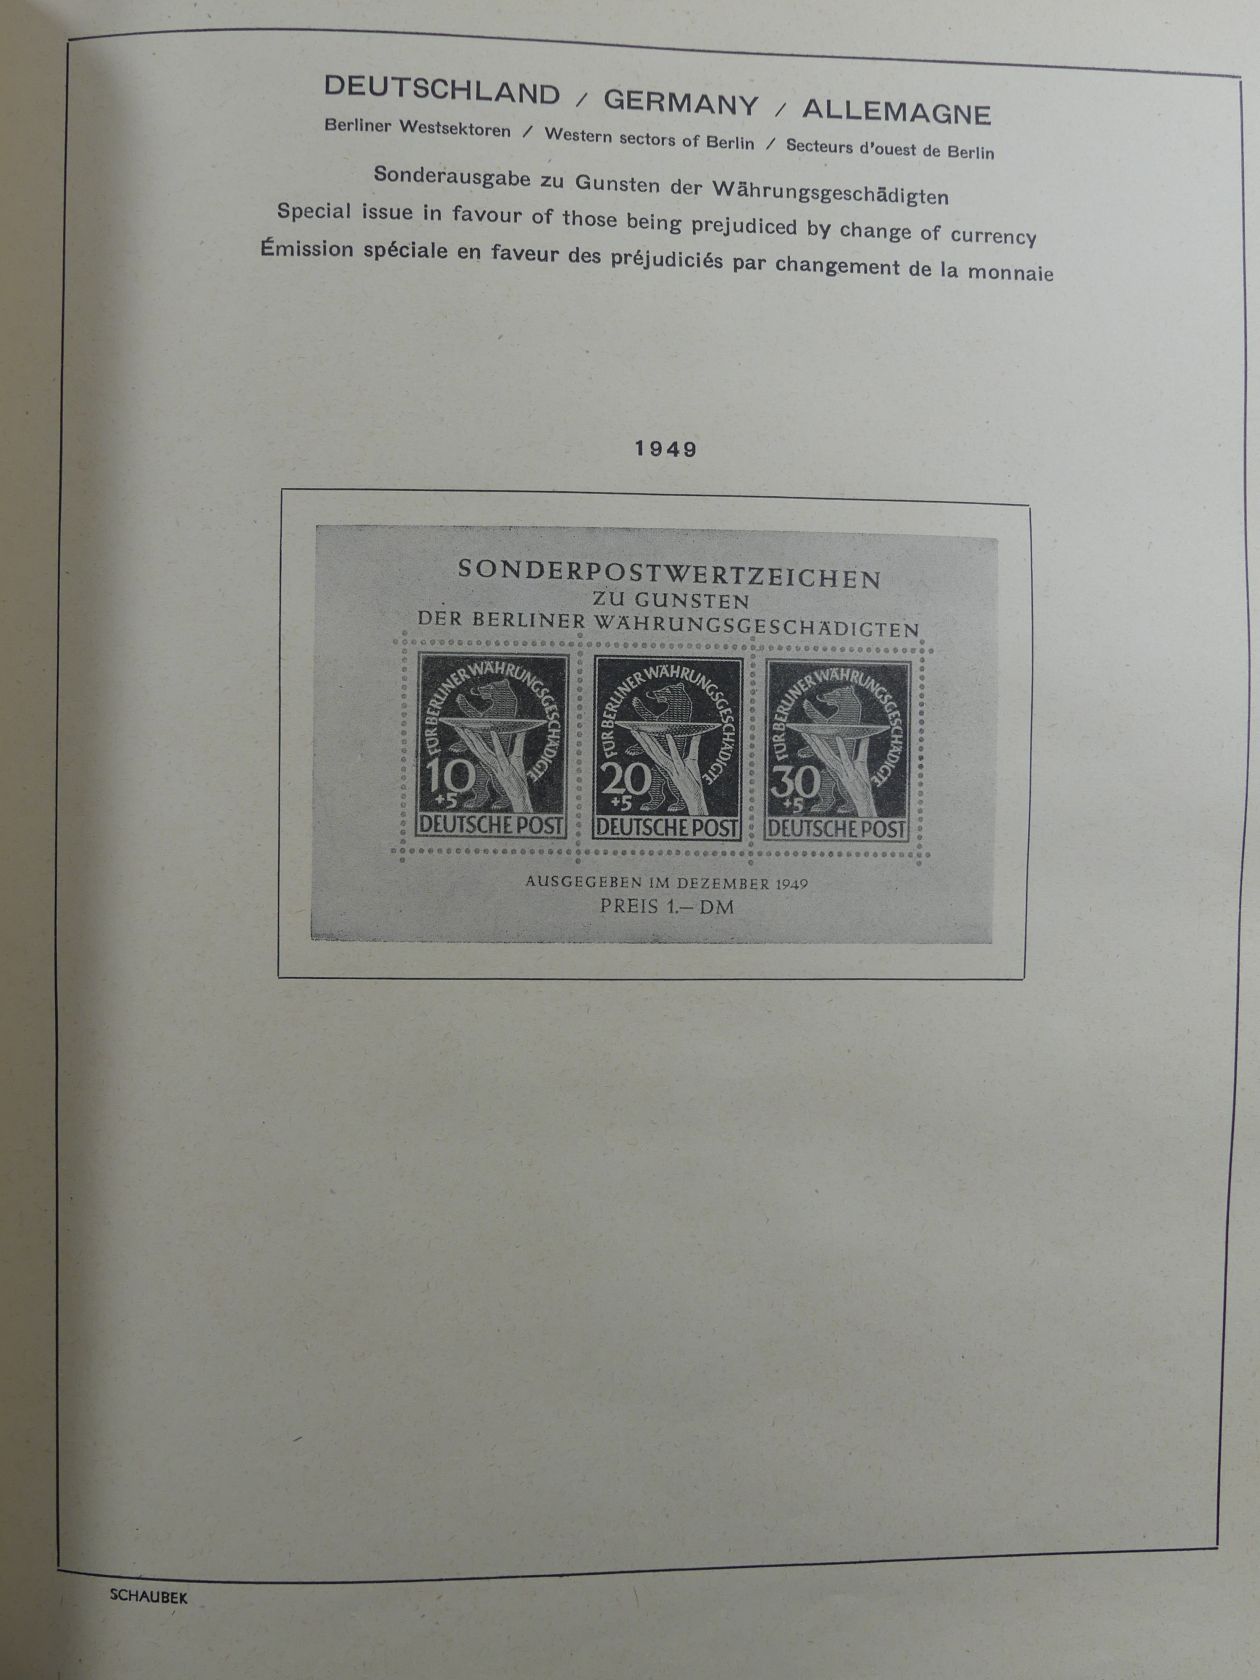 DEUTSCHLAND / GERMANY / ALLEMAGNE
Berliner Westsektoren / Western sectors of Berlin / Secteurs d'ouest de Berlin
Sonderausgabe zu Gunsten der Währungsgeschädigten
Special issue in favour of those being prejudiced by change of currency
Émission spéciale en faveur des préjudiciés par changement de la monnaie
1949
SONDERPOSTWERTZEICHEN
ZU GUNSTEN
DER BERLINER WÄHRUNGSGESCHÄDIGTEN
FÜR BERLINER WÄHRUNGSGESCHÄDIGTE
10
+5
DEUTSCHE POST
FÜR BERLINER WÄHRUNGSGESCHÄDIGTE
20
+5
DEUTSCHE POST
FÜR BERLINER WÄHRUNGSGESCHÄDIGTE
30
+5
DEUTSCHE POST
AUSGEGEBEN IM DEZEMBER 1949
PREIS 1.— DM
SCHAUBEK